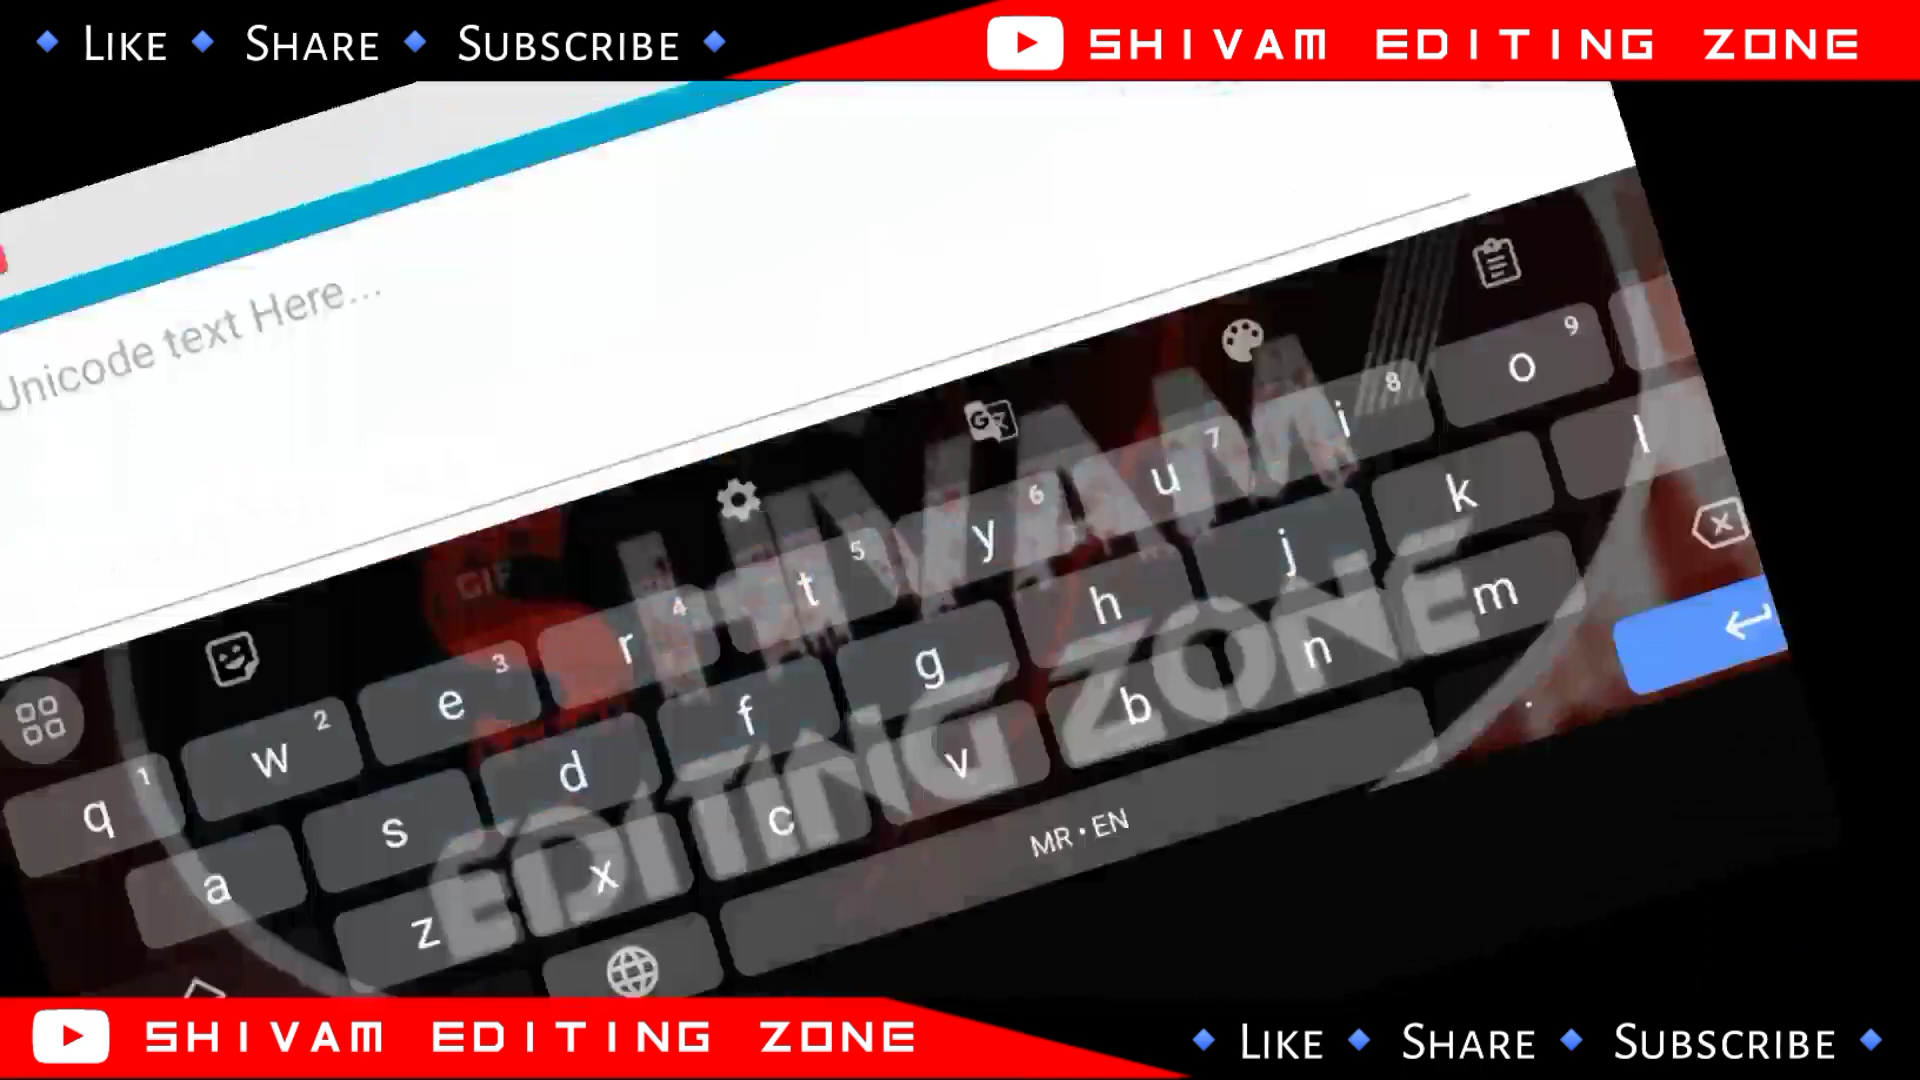 LIKE SHARE SUBSCRIBE
SHIVAM EDITING ZONE
Unicode text Here...
GIF
q 1 w 2 e 3 r 4 t 5 y 6 u 7 i 8 o 9
a s d f g h j k l
z x c v b n m
MR • EN .
SHIVAM
EDITING ZONE
SHIVAM EDITING ZONE
LIKE SHARE SUBSCRIBE